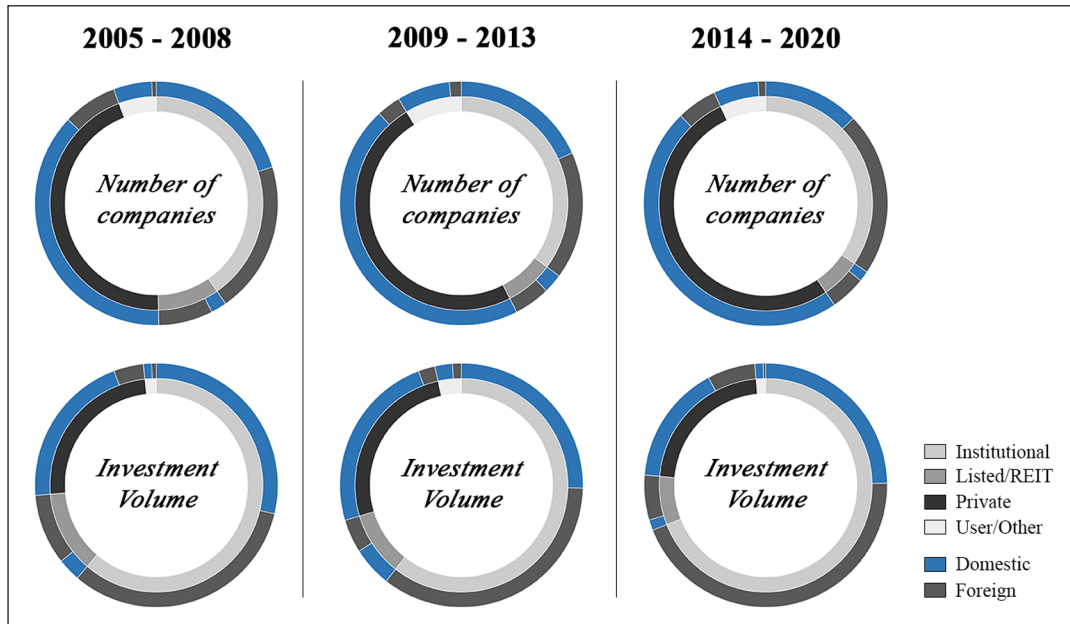 2005 - 2008
2009 - 2013
2014 - 2020
Number of
companies
Number of
companies
Number of
companies
Investment
Volume
Investment
Volume
Investment
Volume
Institutional
Listed/REIT
Private
User/Other
Domestic
Foreign